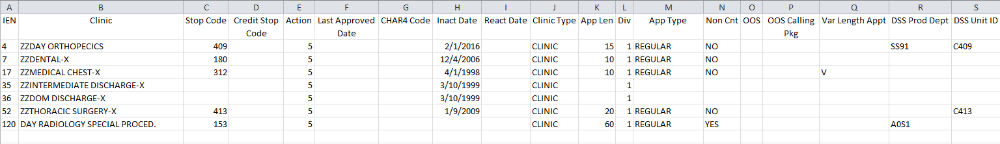 A B C D E F G H I J K L M N O P Q R S
IEN Clinic Stop Code Credit Stop Code Action Last Approved Date CHAR4 Code Inact Date React Date Clinic Type App Len Div App Type Non Cnt OOS OOS Calling Pkg Var Length Appt DSS Prod Dept DSS Unit ID
4 ZZDAY ORTHOPECICS 409 5 2/1/2016 CLINIC 15 1 REGULAR NO SS91 C409
7 ZZDENTAL-X 180 5 12/4/2006 CLINIC 10 1 REGULAR NO
17 ZZMEDICAL CHEST-X 312 5 4/1/1998 CLINIC 10 1 REGULAR NO V
35 ZZINTERMEDIATE DISCHARGE-X 5 3/10/1999 CLINIC 1
36 ZZDOM DISCHARGE-X 5 3/10/1999 CLINIC 1
52 ZZTHORACIC SURGERY-X 413 5 1/9/2009 CLINIC 20 1 REGULAR NO C413
120 DAY RADIOLOGY SPECIAL PROCED. 153 5 CLINIC 60 1 REGULAR YES A0S1